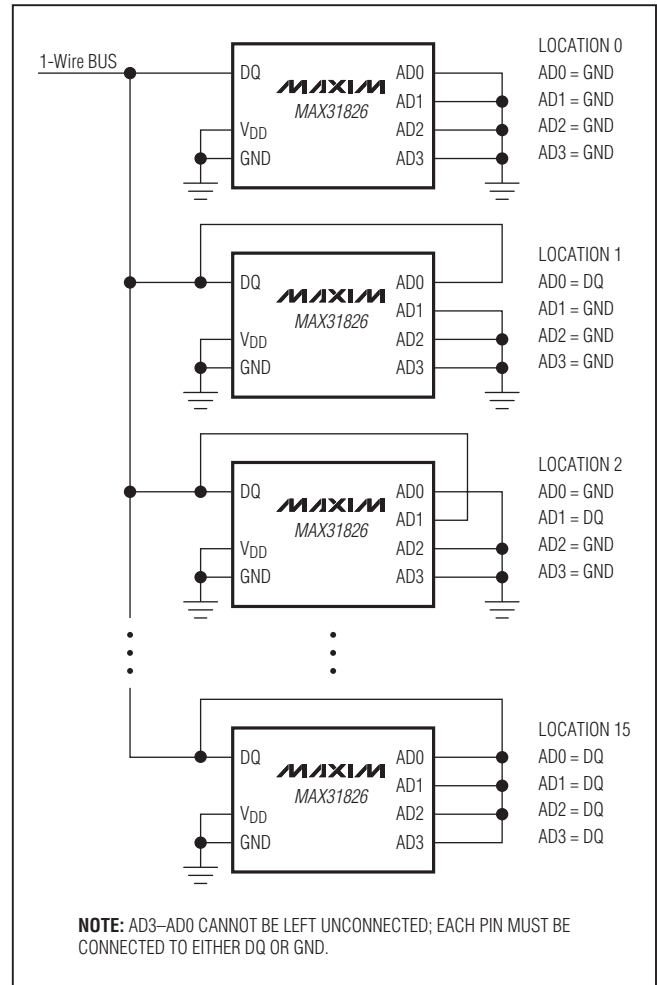 1-Wire BUS
DQ
VDD
GND
MAXIM
MAX31826
AD0
AD1
AD2
AD3
LOCATION 0
AD0 = GND
AD1 = GND
AD2 = GND
AD3 = GND
DQ
VDD
GND
MAXIM
MAX31826
AD0
AD1
AD2
AD3
LOCATION 1
AD0 = DQ
AD1 = GND
AD2 = GND
AD3 = GND
DQ
VDD
GND
MAXIM
MAX31826
AD0
AD1
AD2
AD3
LOCATION 2
AD0 = GND
AD1 = DQ
AD2 = GND
AD3 = GND
DQ
VDD
GND
MAXIM
MAX31826
AD0
AD1
AD2
AD3
LOCATION 15
AD0 = DQ
AD1 = DQ
AD2 = DQ
AD3 = DQ
NOTE: AD3–AD0 CANNOT BE LEFT UNCONNECTED; EACH PIN MUST BE
CONNECTED TO EITHER DQ OR GND.